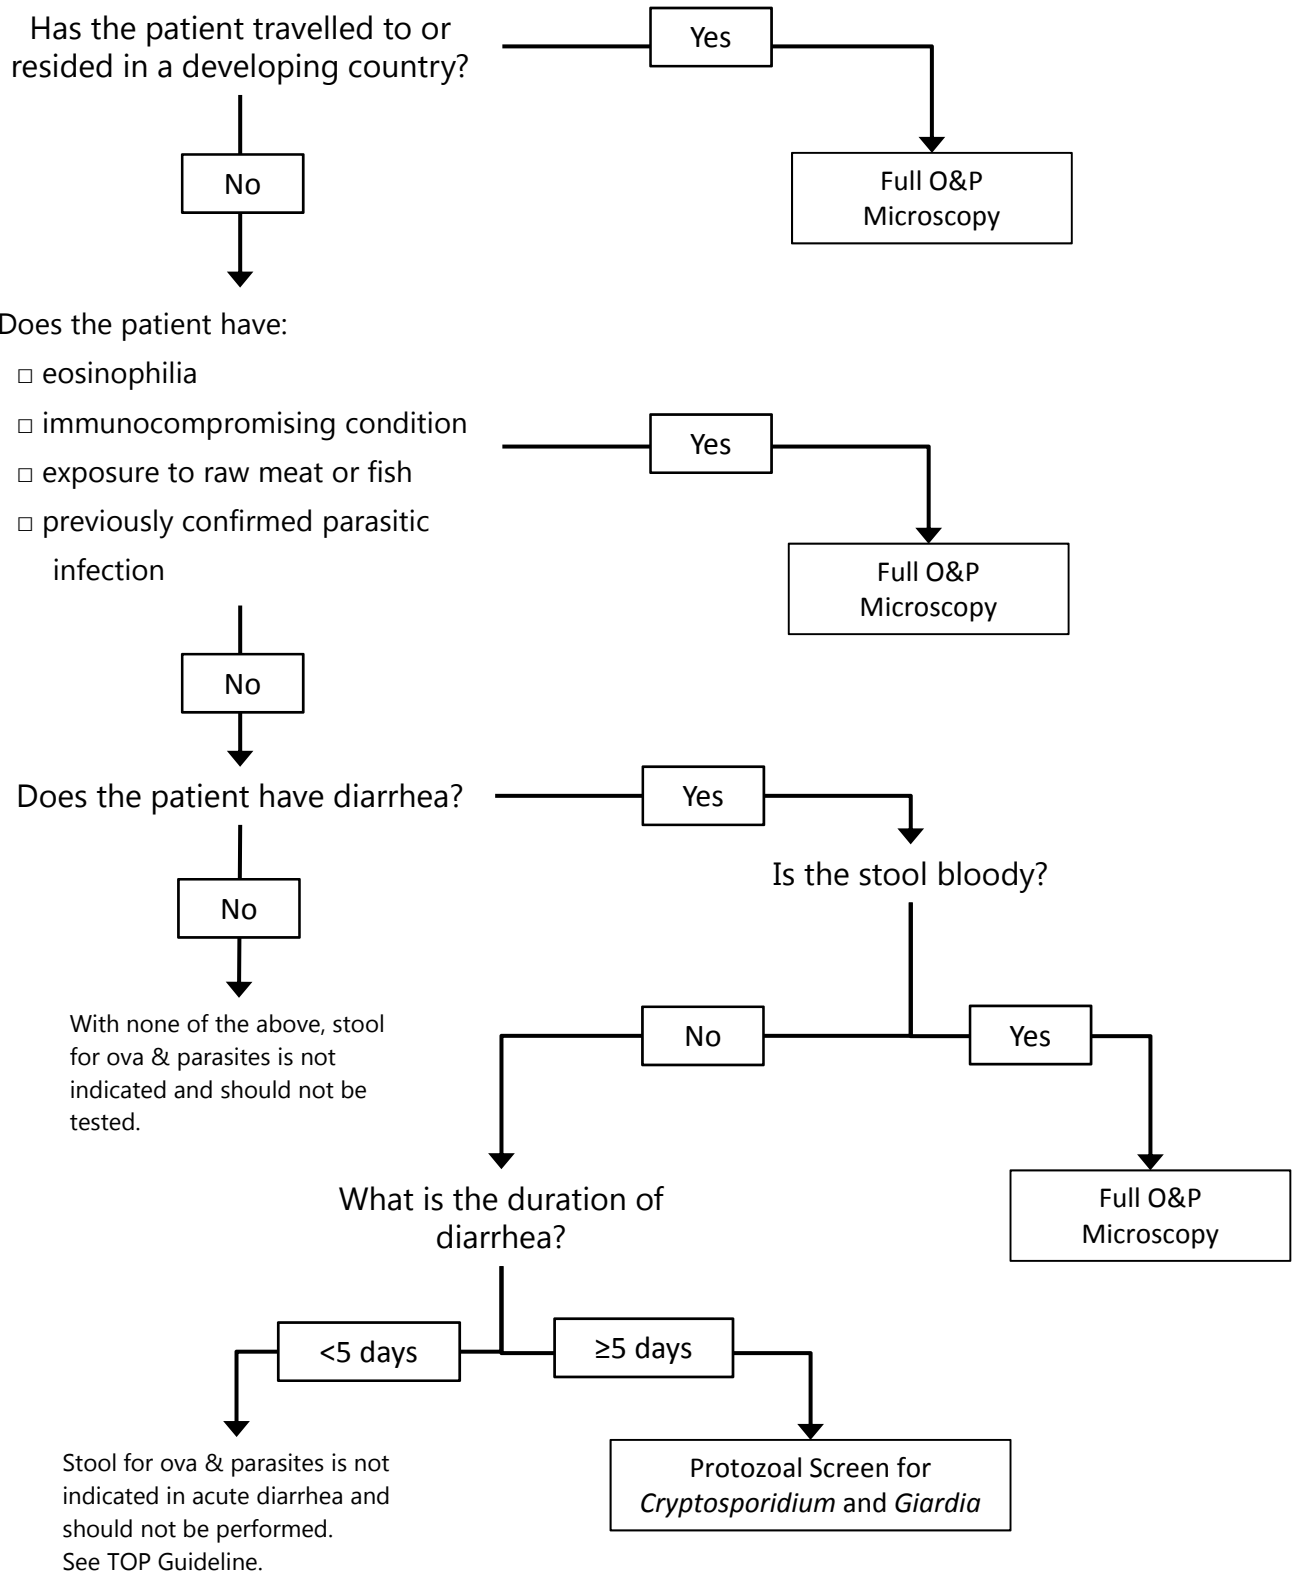 Has the patient travelled to or
resided in a developing country?
Yes
No
Full O&P
Microscopy
Does the patient have:
□ eosinophilia
□ immunocompromising condition
□ exposure to raw meat or fish
□ previously confirmed parasitic
infection
Yes
Full O&P
Microscopy
No
Does the patient have diarrhea?
Yes
Is the stool bloody?
No
With none of the above, stool
for ova & parasites is not
indicated and should not be
tested.
No
Yes
What is the duration of
diarrhea?
Full O&P
Microscopy
<5 days
≥5 days
Stool for ova & parasites is not
indicated in acute diarrhea and
should not be performed.
See TOP Guideline.
Protozoal Screen for
Cryptosporidium and Giardia